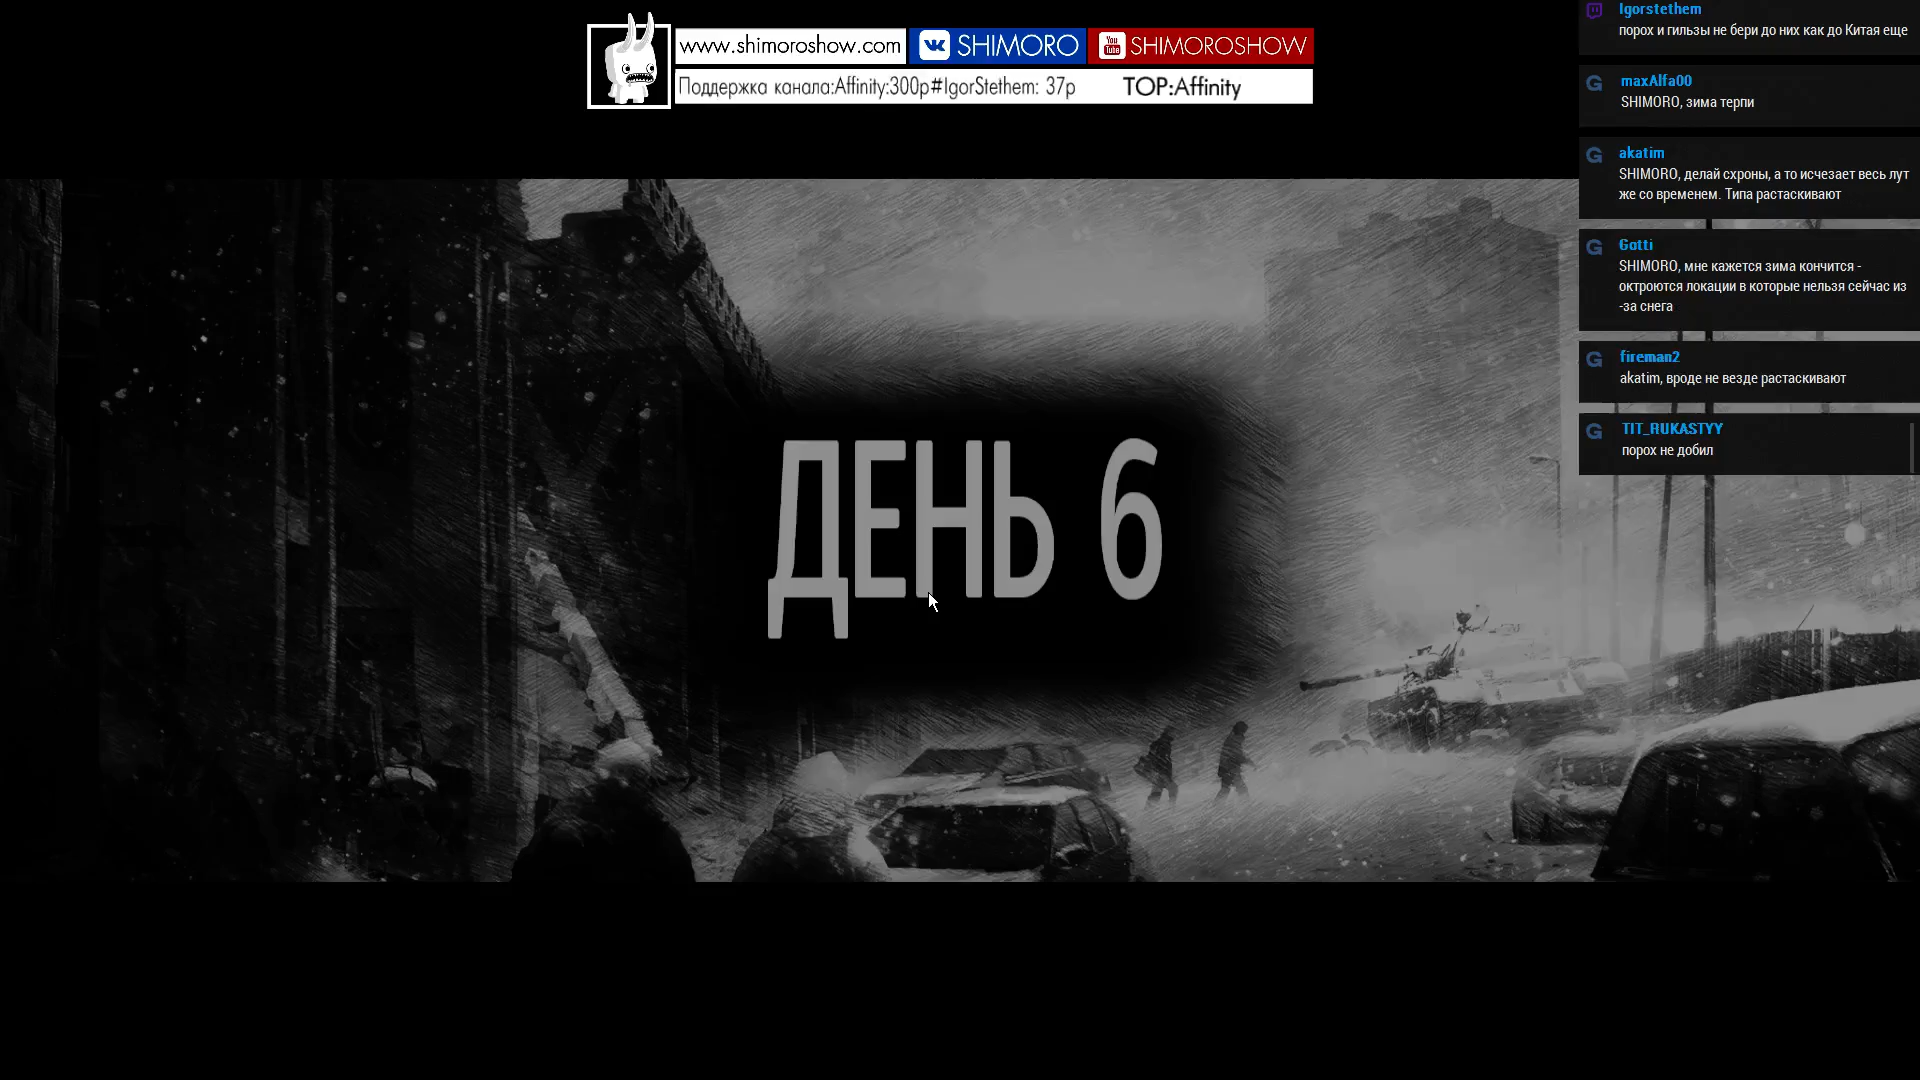 www.shimoroshow.com
SHIMORO
You Tube SHIMOROSHOW
Поддержка канала:Affinity:300р#IgorStethem: 37р
TOP:Affinity
ДЕНЬ 6
Igorstethem
порох и гильзы не бери до них как до Китая еще
maxAlfa00
SHIMORO, зима терпи
akatim
SHIMORO, делай схроны, а то исчезает весь лут
же со временем. Типа растаскивают
Gotti
SHIMORO, мне кажется зима кончится -
октроются локации в которые нельзя сейчас из
-за снега
fireman2
akatim, вроде не везде растаскивают
TIT_RUKASTYY
порох не добил